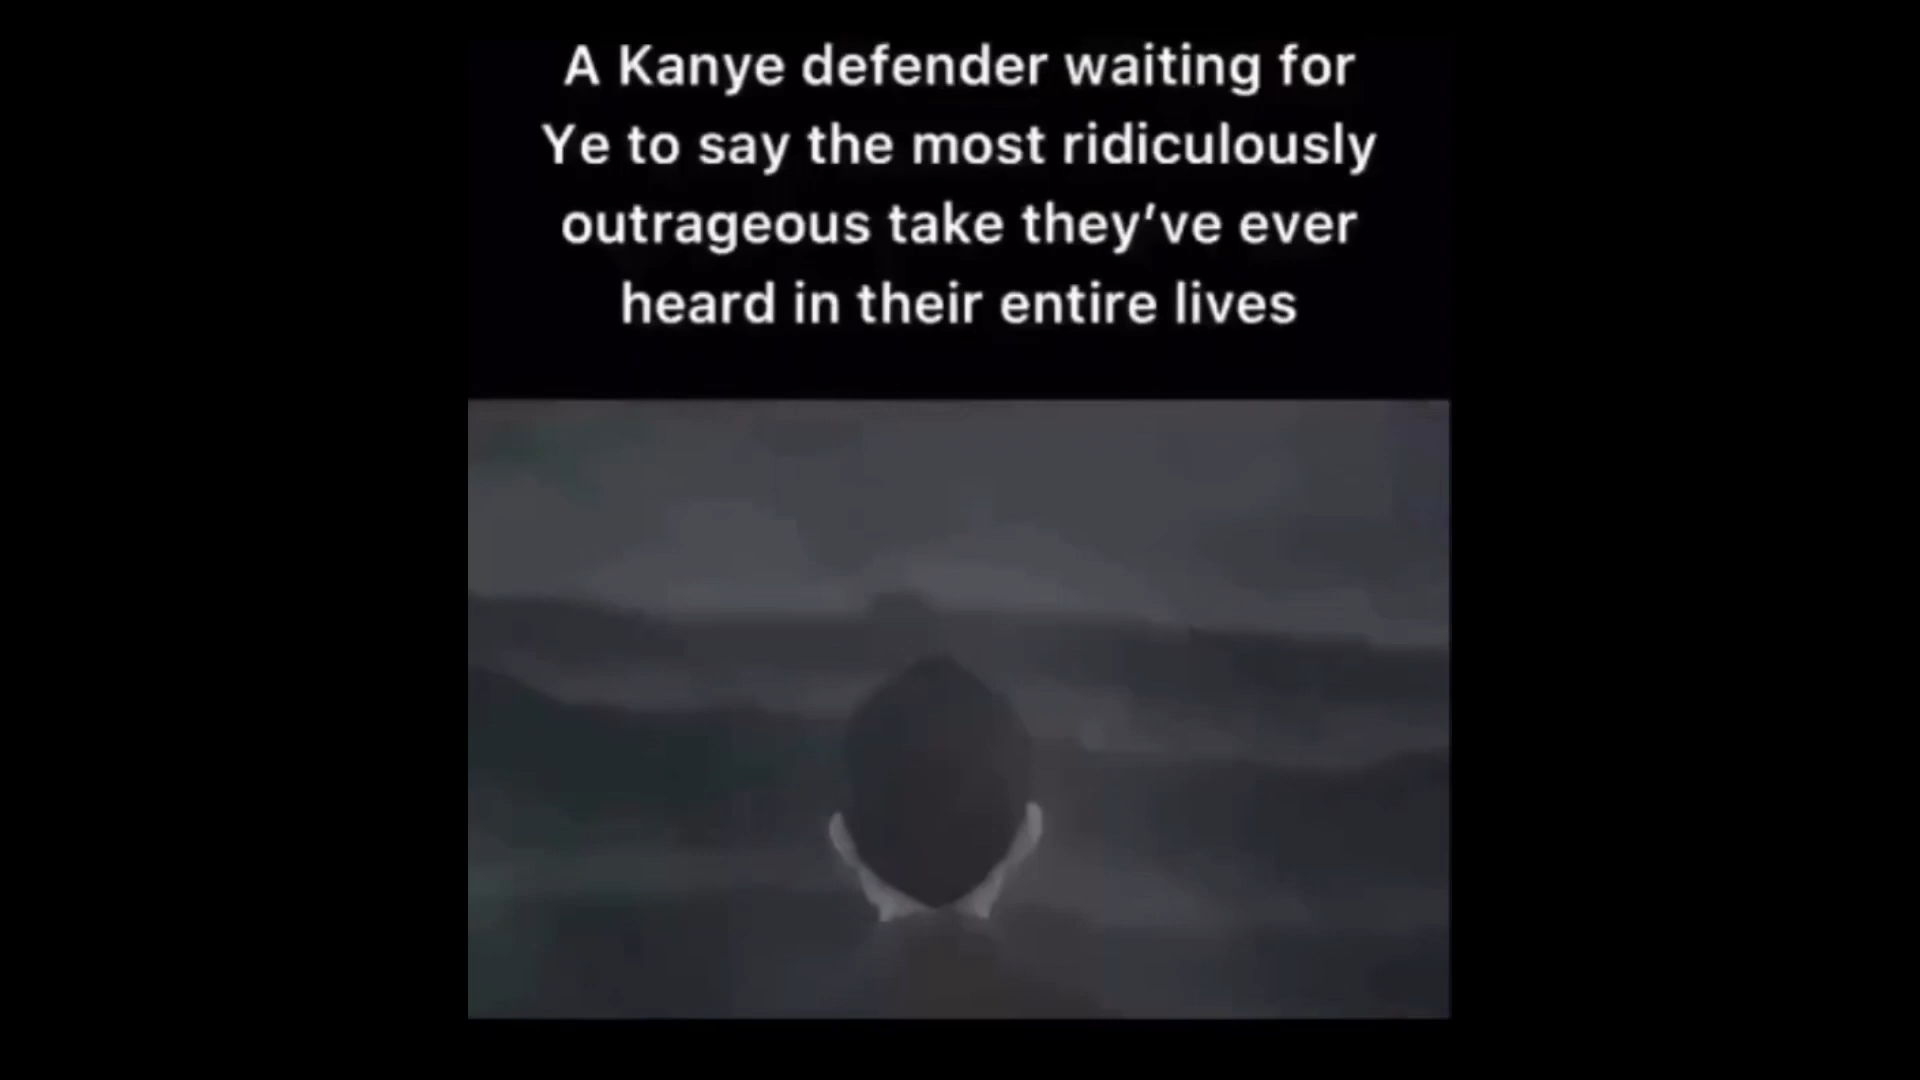 A Kanye defender waiting for
Ye to say the most ridiculously
outrageous take they’ve ever
heard in their entire lives